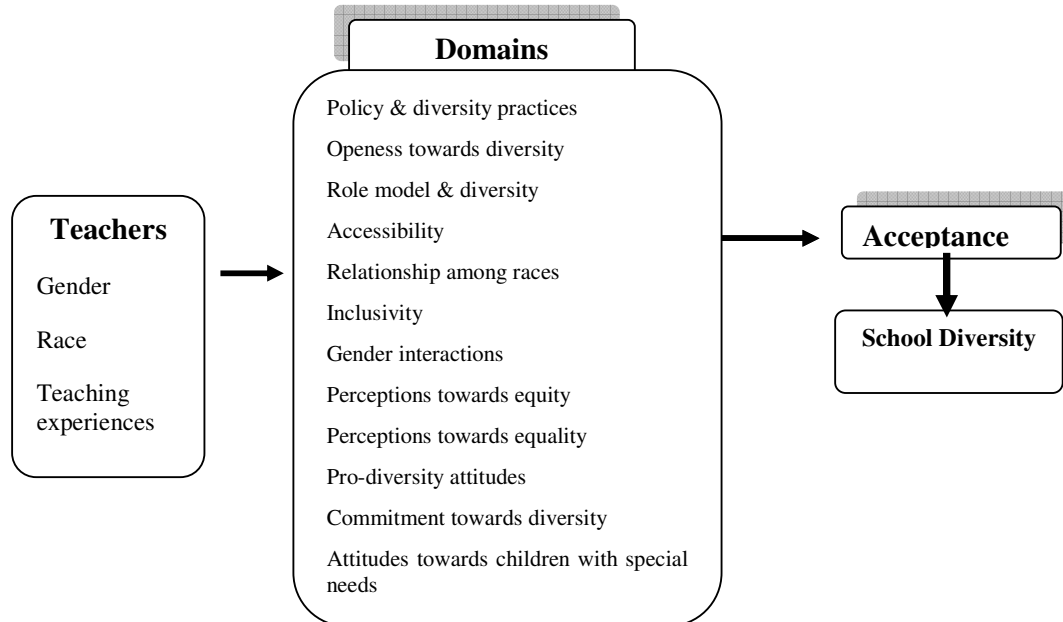 Domains
Policy & diversity practices
Openess towards diversity
Role model & diversity
Accessibility
Relationship among races
Inclusivity
Gender interactions
Perceptions towards equity
Perceptions towards equality
Pro-diversity attitudes
Commitment towards diversity
Attitudes towards children with special
needs
Teachers
Gender
Race
Teaching
experiences
Acceptance
School Diversity